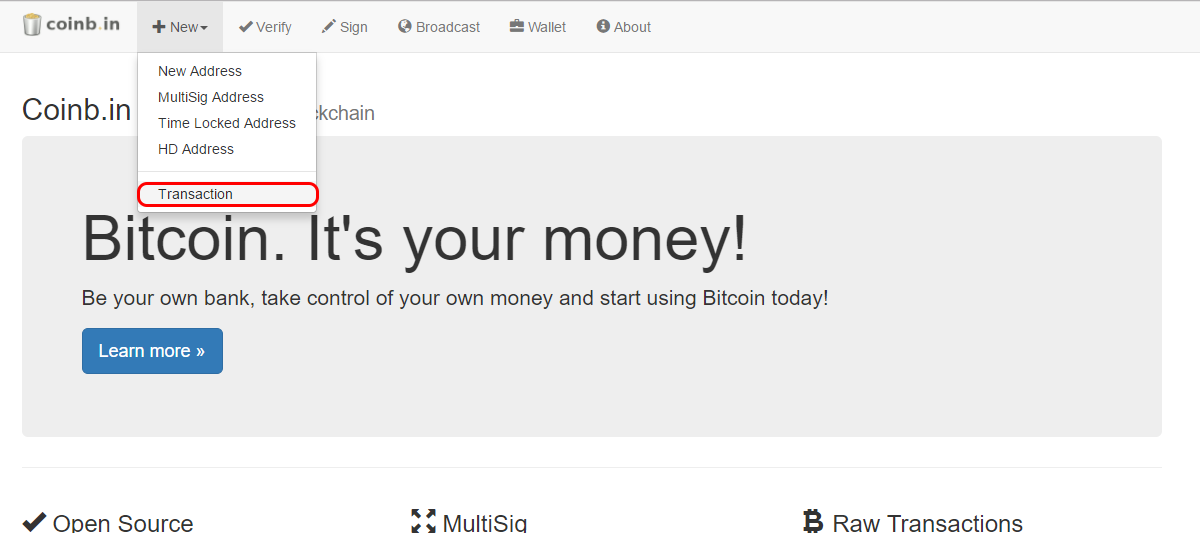 coinb.in
New
Verify
Sign
Broadcast
Wallet
About
New Address
MultiSig Address
Time Locked Address
HD Address
Transaction
Coinb.in
ckchain
Bitcoin. It's your money!
Be your own bank, take control of your own money and start using Bitcoin today!
Learn more »
Open Source
MultiSig
Raw Transactions